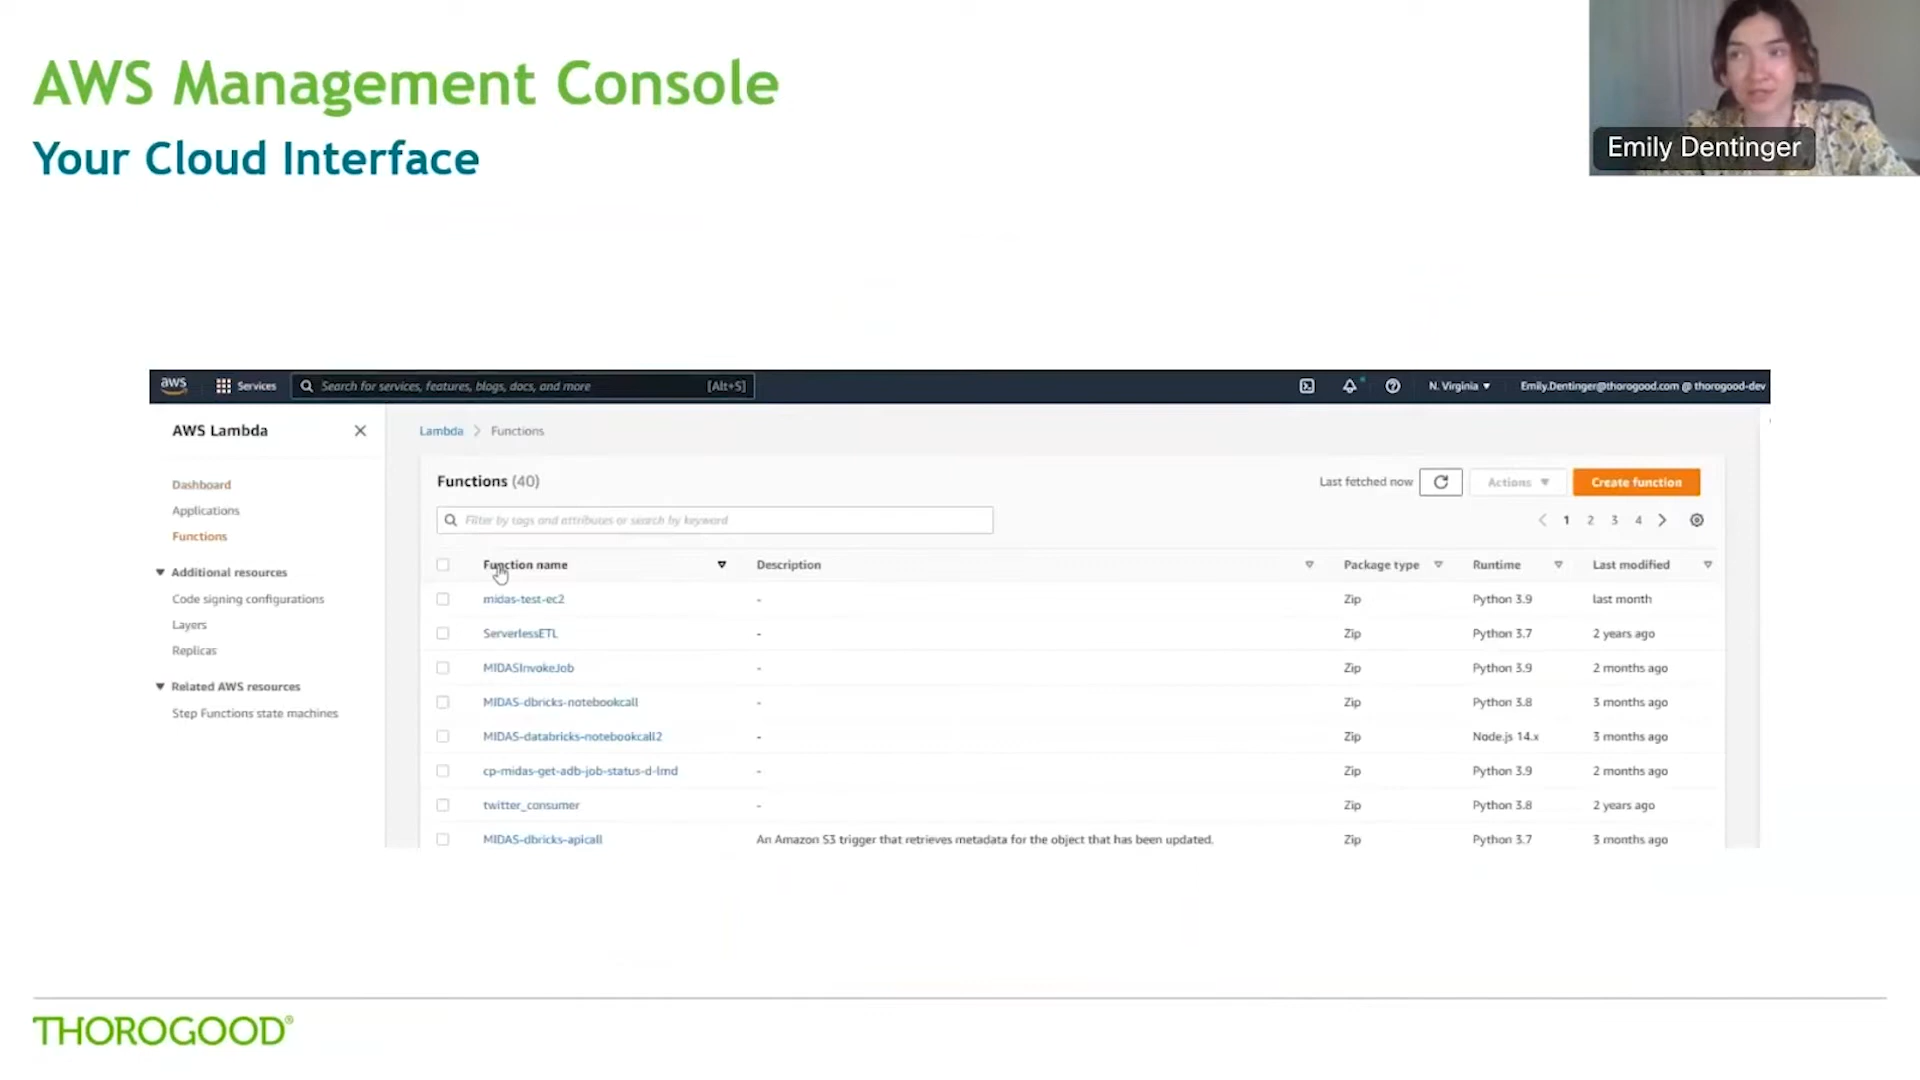 AWS Management Console
Your Cloud Interface
Emily Dentinger
aws Services Search for services, features, blogs, docs, and more [Alt+S] N. Virginia Emily.Dentinger@thorogood.com @ thorogood-dev
AWS Lambda
Lambda > Functions
Dashboard
Applications
Functions
Additional resources
Code signing configurations
Layers
Replicas
Related AWS resources
Step Functions state machines
Functions (40)
Last fetched now Actions Create function
Filter by tags and attributes or search by keyword
1 2 3 4
Function name Description Package type Runtime Last modified
midas-test-ec2 - Zip Python 3.9 last month
ServerlessETL - Zip Python 3.7 2 years ago
MIDASInvokeJob - Zip Python 3.9 2 months ago
MIDAS-dbricks-notebookcall - Zip Python 3.8 3 months ago
MIDAS-databricks-notebookcall2 - Zip Node.js 14.x 3 months ago
cp-midas-get-adb-job-status-d-lmd - Zip Python 3.9 2 months ago
twitter_consumer - Zip Python 3.8 2 years ago
MIDAS-dbricks-apicall An Amazon S3 trigger that retrieves metadata for the object that has been updated. Zip Python 3.7 3 months ago
THOROGOOD®